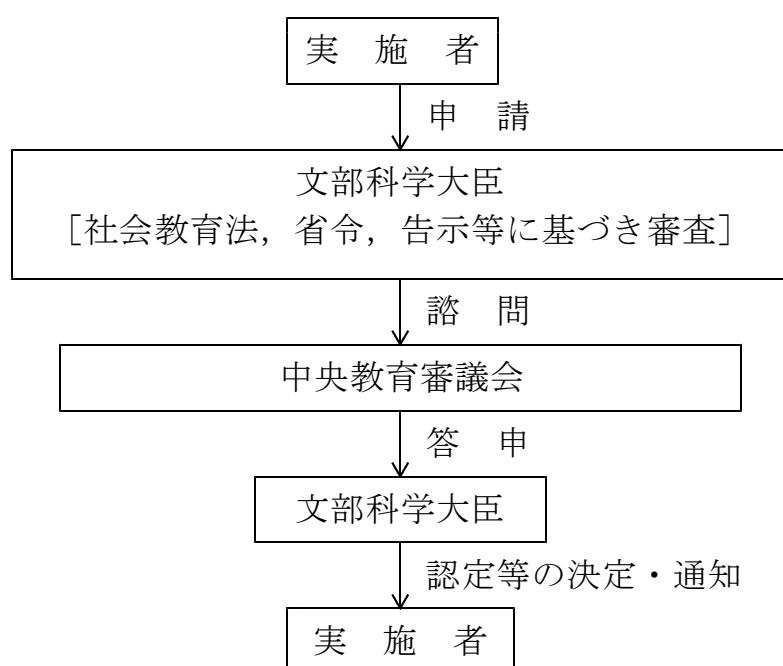 実　施　者
申　請
文部科学大臣
［社会教育法，省令，告示等に基づき審査］
諮　問
中央教育審議会
答　申
文部科学大臣
認定等の決定・通知
実　施　者